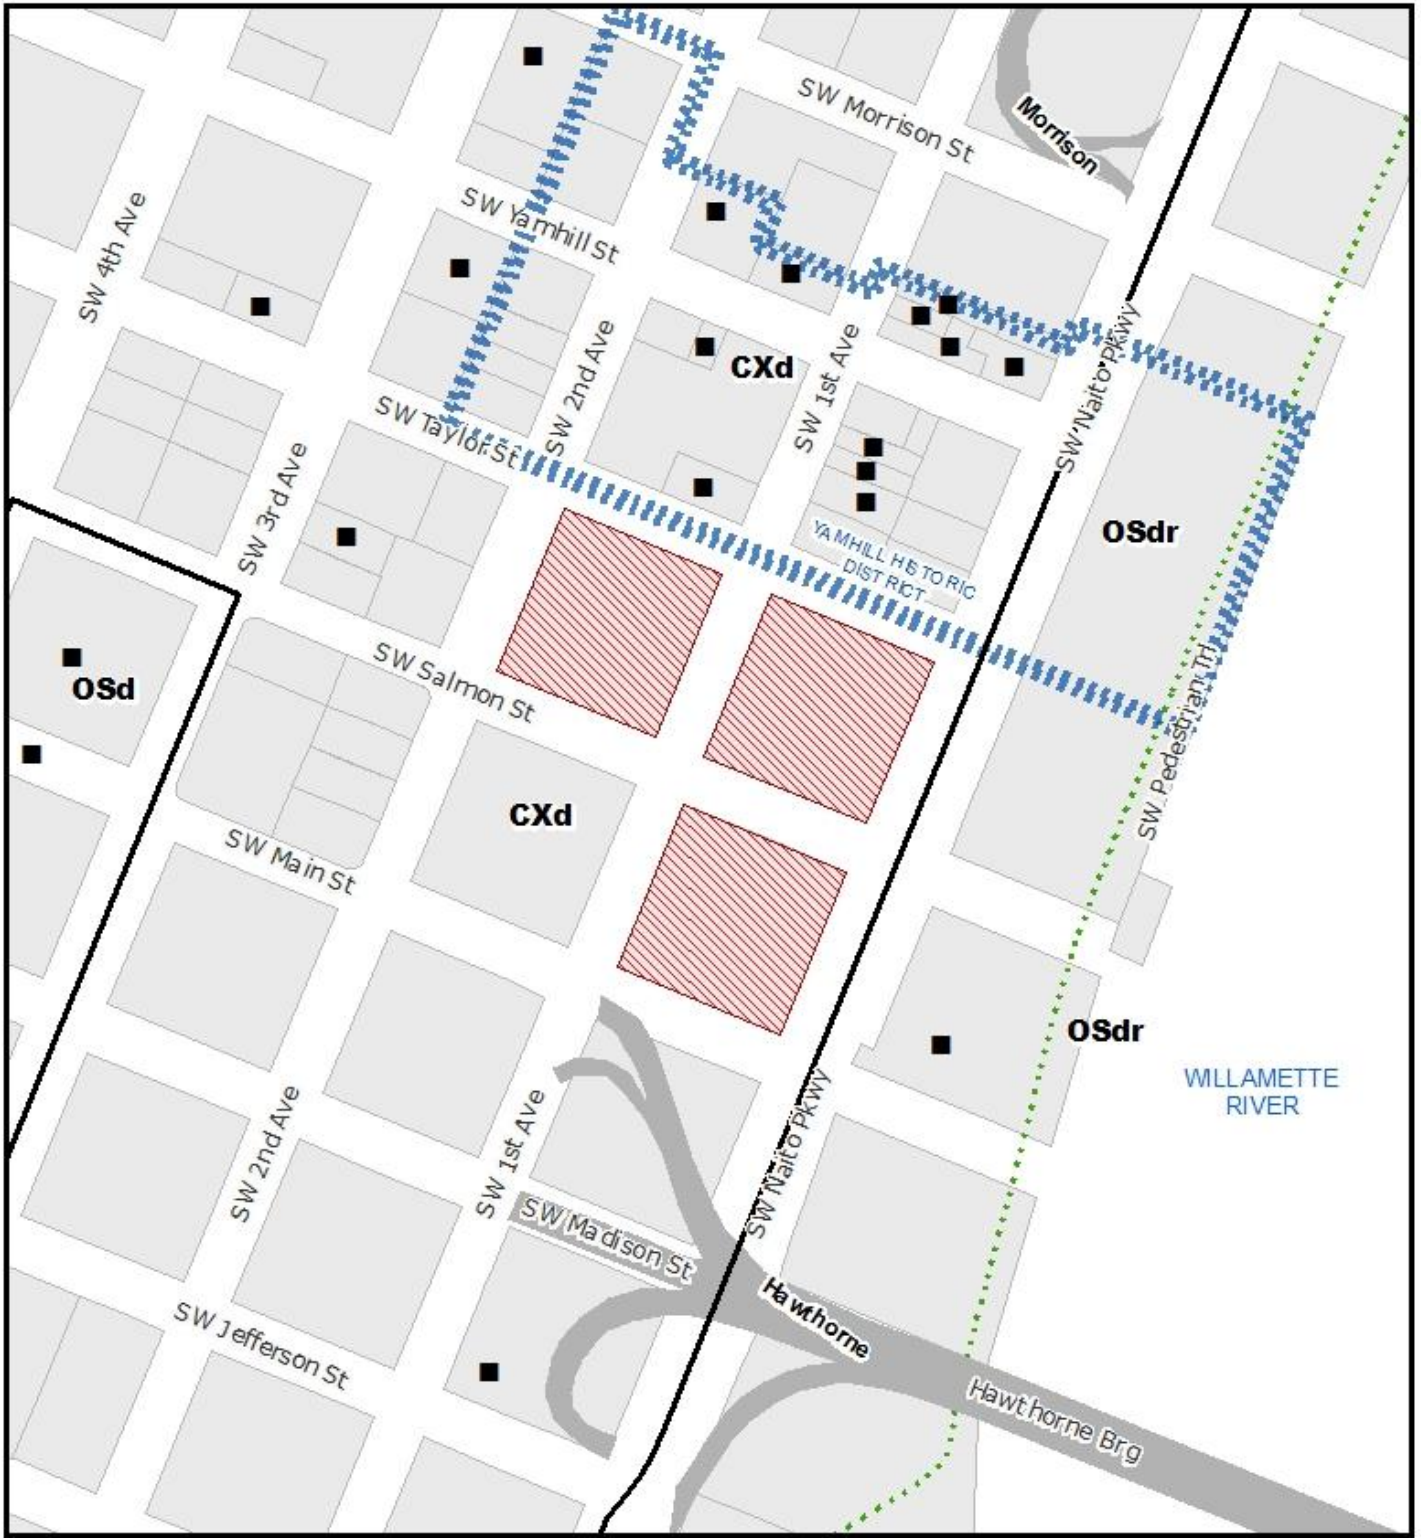 SW Morrison St
Morrison
SW 4th Ave
SW Yamhill St
SW 2nd Ave
CXd
SW 1st Ave
SW Naito Pkwy
SW Taylor St
SW 3rd Ave
OSdr
YAMHILL HISTORIC
DISTRICT
SW Salmon St
OSd
SW Pedestrian Trl
CXd
SW Main St
OSdr
WILLAMETTE
RIVER
SW 2nd Ave
SW 1st Ave
SW Naito Pkwy
SW Madison St
Hawthorne
SW Jefferson St
Hawthorne Brg